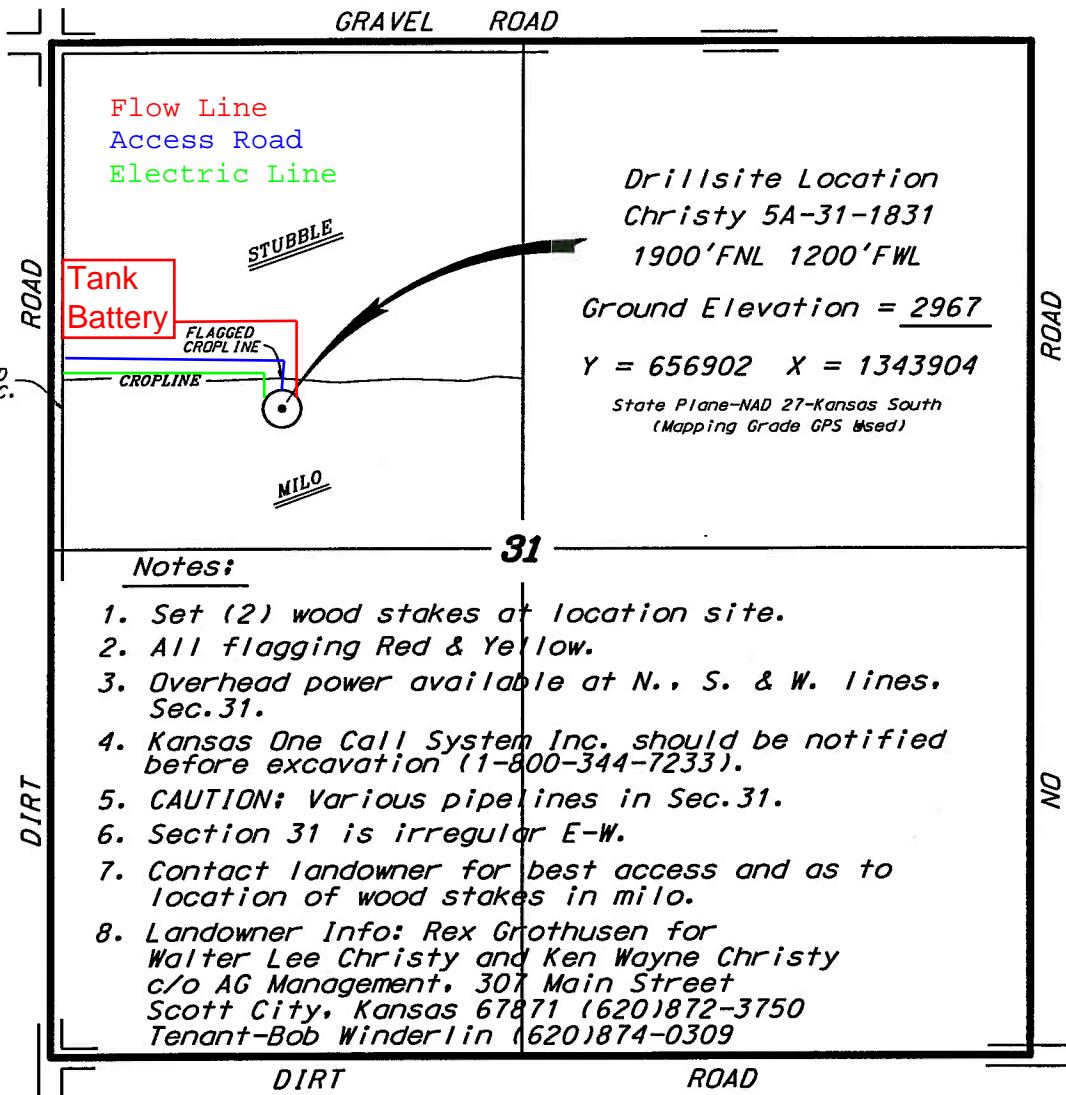 GRAVEL ROAD
Flow Line
Access Road
Electric Line
Drillsite Location
Christy 5A-31-1831
1900'FNL 1200'FWL
Ground Elevation = 2967
Y = 656902 X = 1343904
State Plane-NAD 27-Kansas South
(Mapping Grade GPS Used)
STUBBLE
Tank
Battery
FLAGGED
CROPLINE
CROPLINE
MILO
ROAD
ROAD
31
Notes:
1. Set (2) wood stakes at location site.
2. All flagging Red & Yellow.
3. Overhead power available at N., S. & W. lines,
Sec.31.
4. Kansas One Call System Inc. should be notified
before excavation (1-800-344-7233).
5. CAUTION: Various pipelines in Sec.31.
6. Section 31 is irregular E-W.
7. Contact landowner for best access and as to
location of wood stakes in milo.
8. Landowner Info: Rex Grothusen for
Walter Lee Christy and Ken Wayne Christy
c/o AG Management, 307 Main Street
Scott City, Kansas 67871 (620)872-3750
Tenant-Bob Winderlin (620)874-0309
DIRT
NO
DIRT ROAD